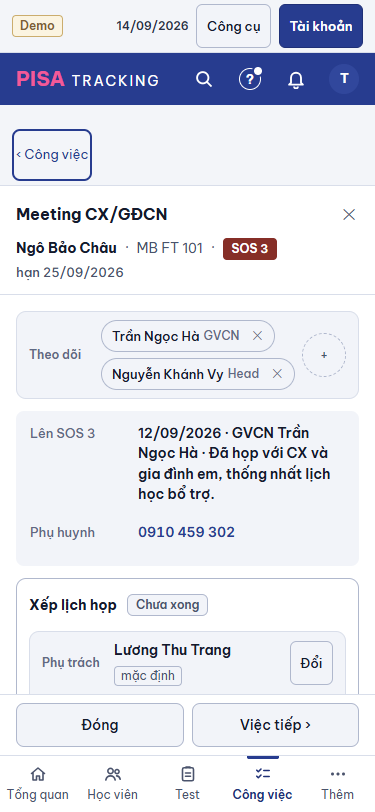 Demo
14/09/2026
Công cụ
Tài khoản
PISA TRACKING
?
T
‹ Công việc
Meeting CX/GĐCN
Ngô Bảo Châu · MB FT 101 · SOS 3
hạn 25/09/2026
Theo dõi
Trần Ngọc Hà GVCN
Nguyễn Khánh Vy Head
+
Lên SOS 3
12/09/2026 · GVCN Trần
Ngọc Hà · Đã họp với CX và
gia đình em, thống nhất lịch
học bổ trợ.
Phụ huynh
0910 459 302
Xếp lịch họp
Chưa xong
Phụ trách
Lương Thu Trang
mặc định
Đổi
Đóng
Việc tiếp ›
Tổng quan
Học viên
Test
Công việc
Thêm